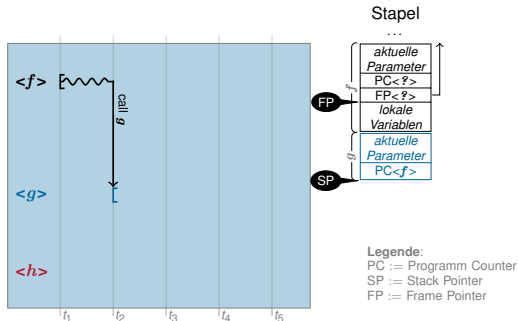 Stapel
...
aktuelle
Parameter
PC<?>
FP<?>
lokale
Variablen
aktuelle
Parameter
PC<f>
f
g
FP
SP
<f>
call g
<g>
<h>
t1
t2
t3
t4
t5
Legende:
PC := Programm Counter
SP := Stack Pointer
FP := Frame Pointer